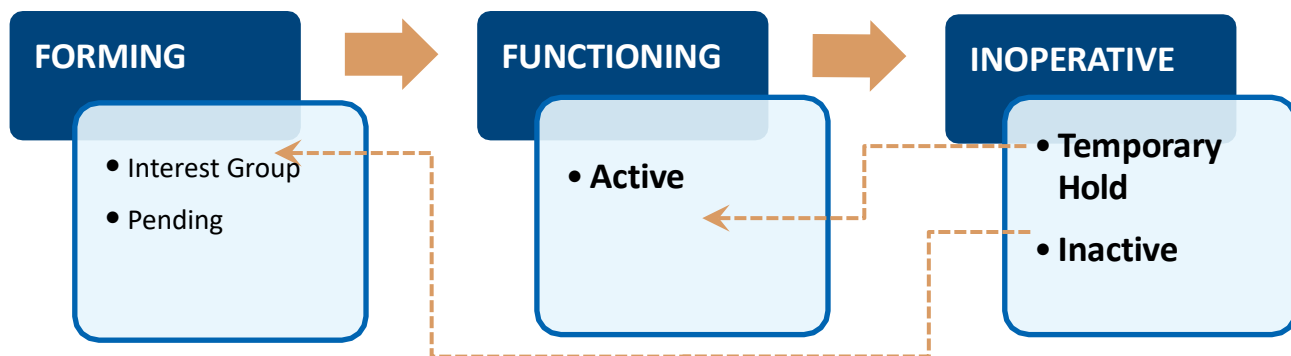 FORMING
• Interest Group
• Pending
FUNCTIONING
• Active
INOPERATIVE
• Temporary
Hold
• Inactive